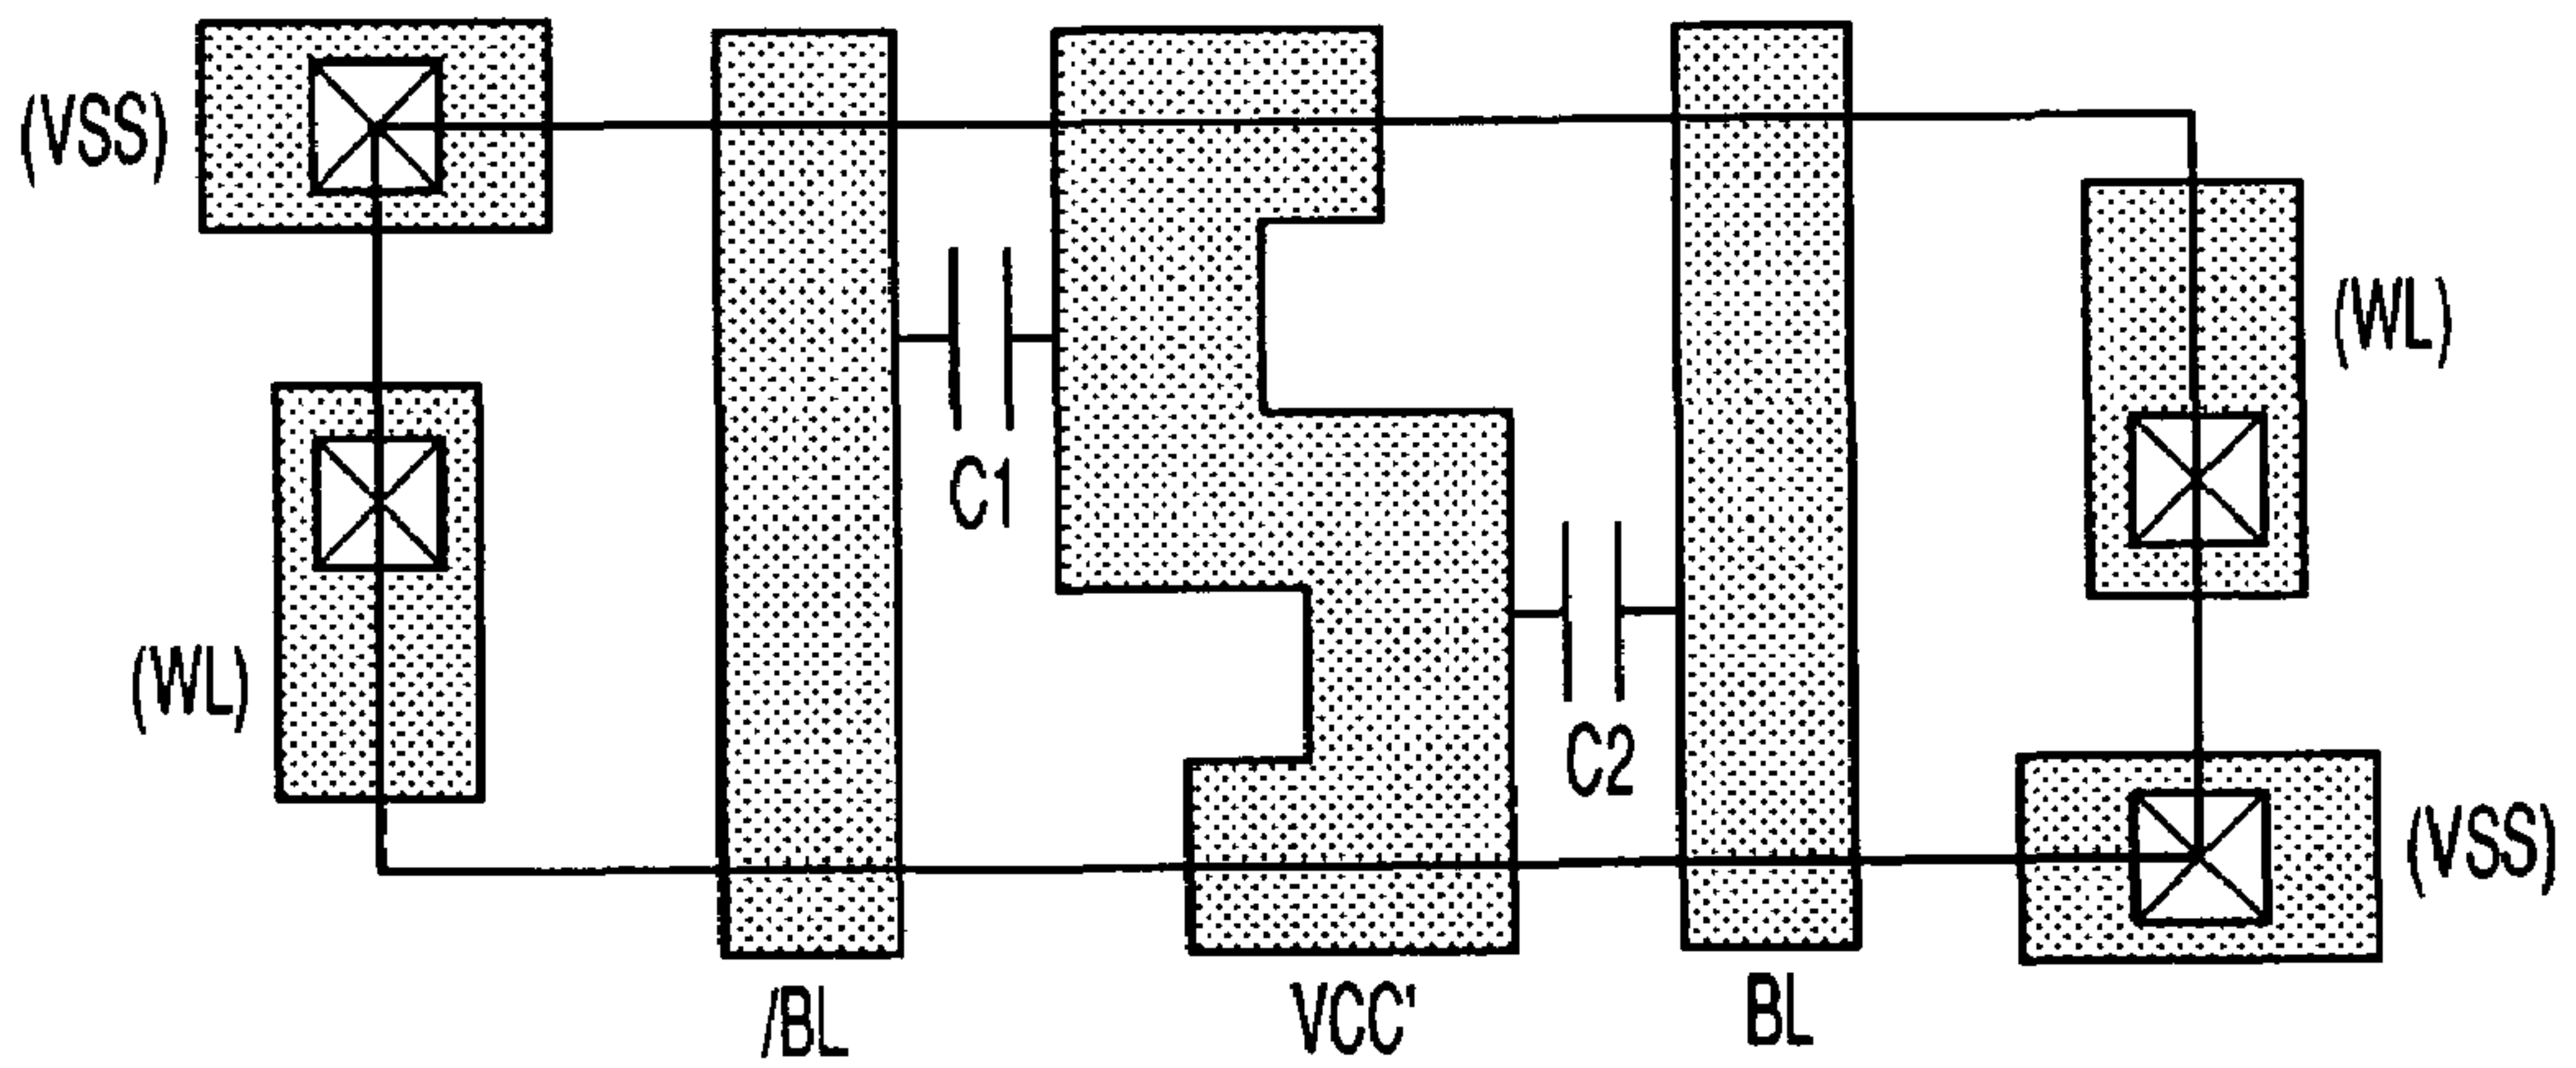 (VSS)
(WL)
C1
(WL)
C2
(VSS)
/BL
VCC'
BL